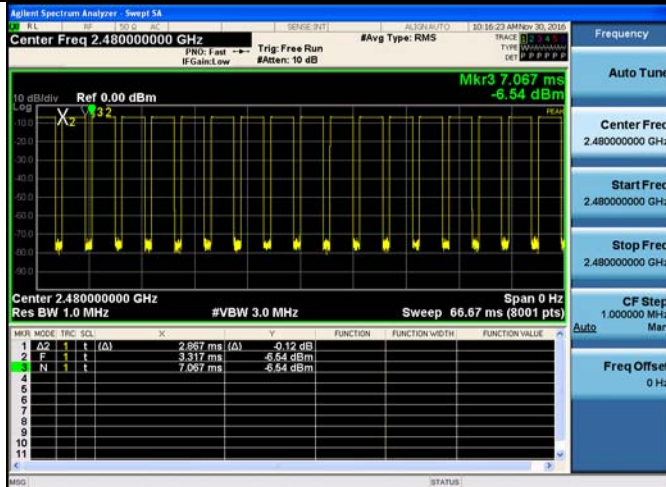 Agilent Spectrum Analyzer - Swept SA
RL RF 50 Ω AC SENSE:INT ALIGN AUTO 10:16:23 AM Nov 30, 2016
Center Freq 2.480000000 GHz
PNO: Fast
IFGain:Low
Trig: Free Run
#Atten: 10 dB
#Avg Type: RMS
TRACE 1 2 3 4 5 6
TYPE
DET P P P P P P
Mkr3 7.067 ms
-6.54 dBm
10 dB/div Ref 0.00 dBm
Log
PEAK
X2 3 2
-10.0
-20.0
-30.0
-40.0
-50.0
-60.0
-70.0
-80.0
-90.0
Center 2.480000000 GHz Span 0 Hz
Res BW 1.0 MHz #VBW 3.0 MHz Sweep 66.67 ms (8001 pts)
MKR MODE TRC SCL X Y FUNCTION FUNCTION WIDTH FUNCTION VALUE
1 Δ2 1 t (Δ) 2.867 ms (Δ) -0.12 dB
2 F 1 t 3.317 ms -6.54 dBm
3 N 1 t 7.067 ms -6.54 dBm
4
5
6
7
8
9
10
11
MSG STATUS
Frequency
Auto Tune
Center Freq
2.480000000 GHz
Start Freq
2.480000000 GHz
Stop Freq
2.480000000 GHz
CF Step
1.000000 MHz
Auto Man
Freq Offset
0 Hz